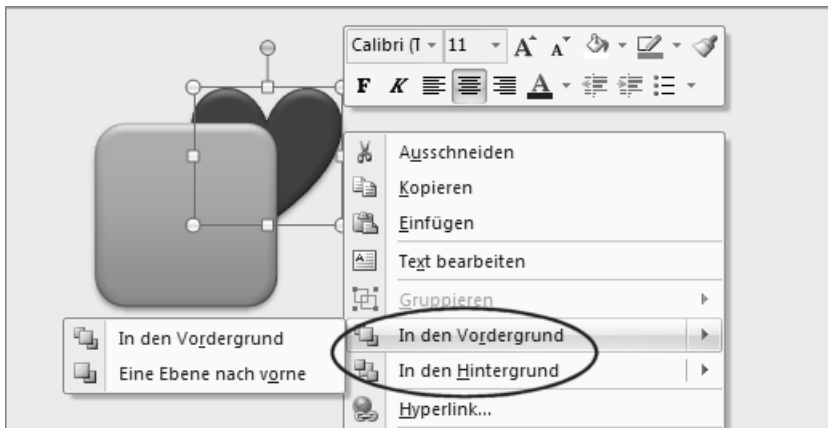 Calibri (T 11 A A
F K A
Ausschneiden
Kopieren
Einfügen
Text bearbeiten
Gruppieren
In den Vordergrund
In den Hintergrund
Hyperlink...
In den Vordergrund
Eine Ebene nach vorne